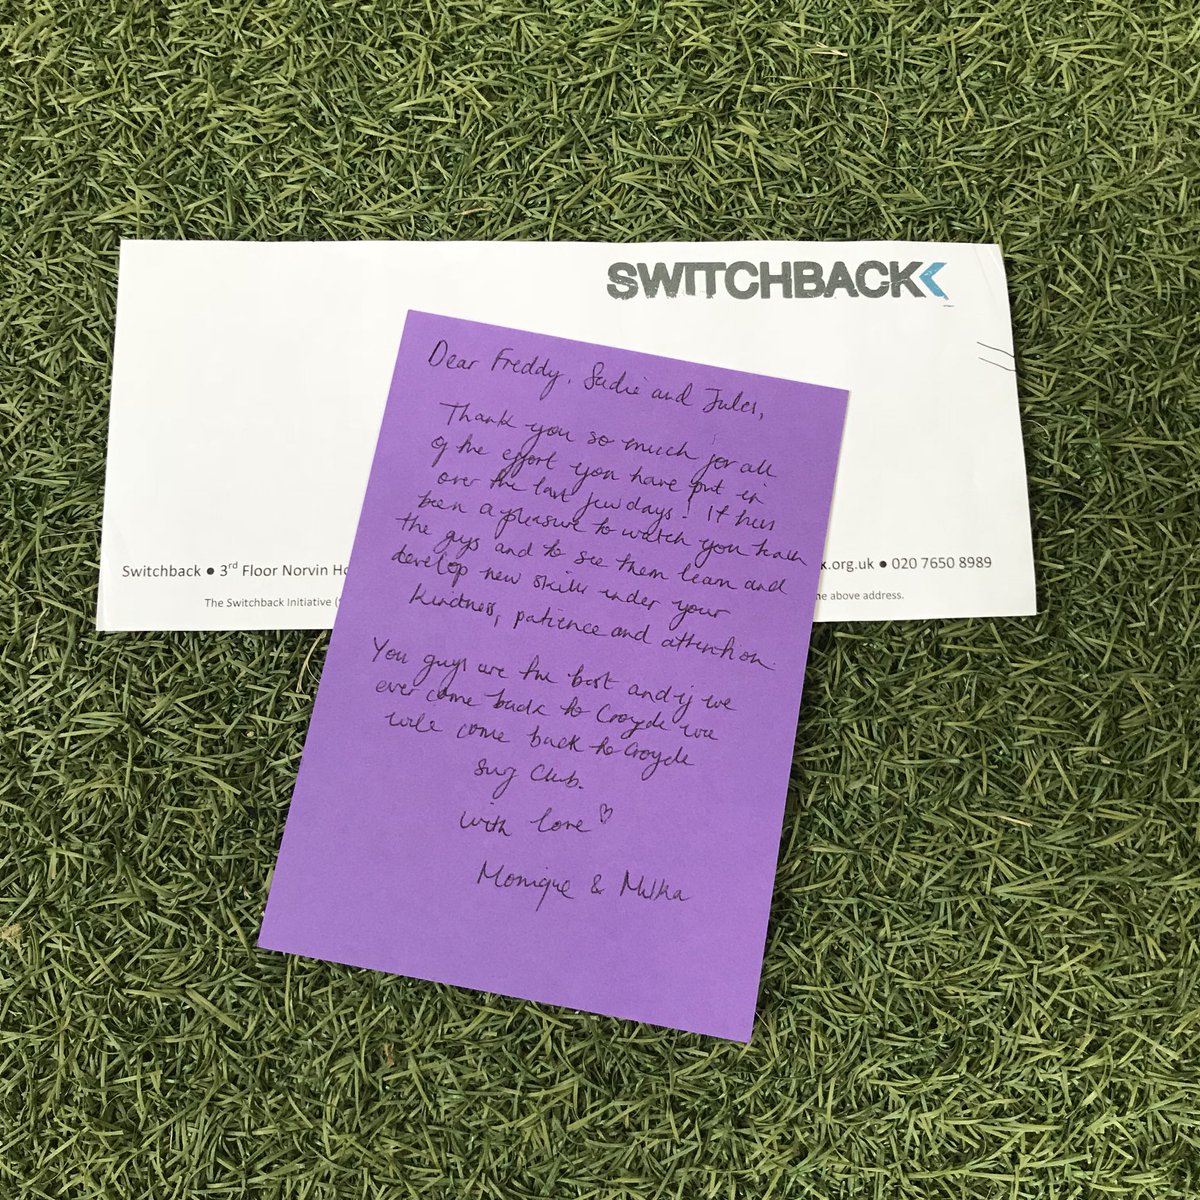 SWITCHBACK
Dear Freddy, Sadie and Jules,
Thank you so much for all
of the effort you have put in
over the last few days! It has
been a pleasure to watch you teach
the guys and to see them learn and
develop new skills under your
kindness, patience and attention.
You guys are the best and if we
ever come back to Croyde we
will come back to Croyde
Surf Club.
With love
Monique & Milka
Switchback ● 3rd Floor Norvin Ho
k.org.uk ● 020 7650 8989
The Switchback Initiative (
he above address.